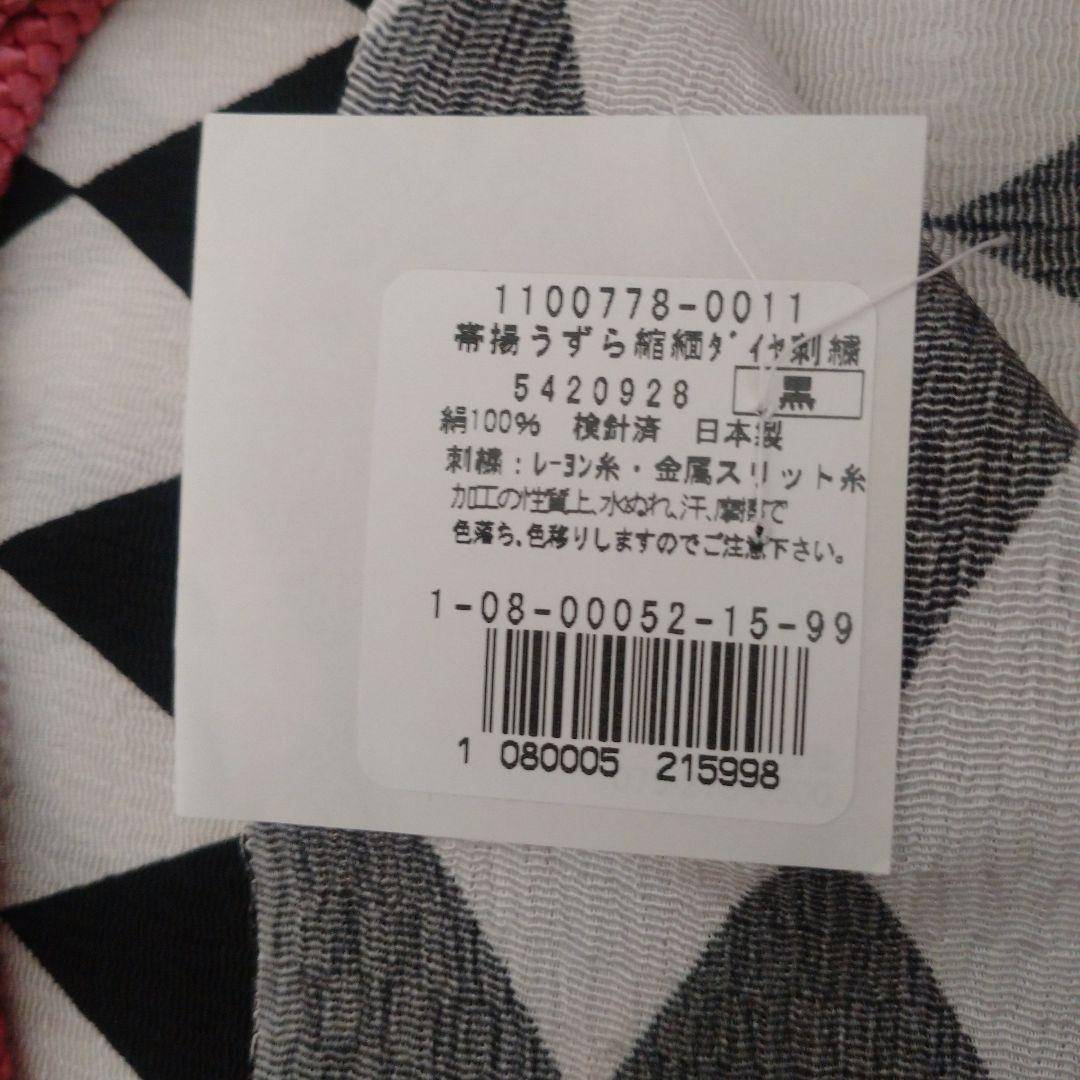 1100778-0011
帯揚うずら縮緬ダイヤ刺繍
5420928 黒
絹100% 検針済 日本製
刺繍:レーヨン糸・金属スリット糸
加工の性質上、水ぬれ、汗、摩擦で
色落ち、色移りしますのでご注意下さい。
1-08-00052-15-99
1 080005 215998